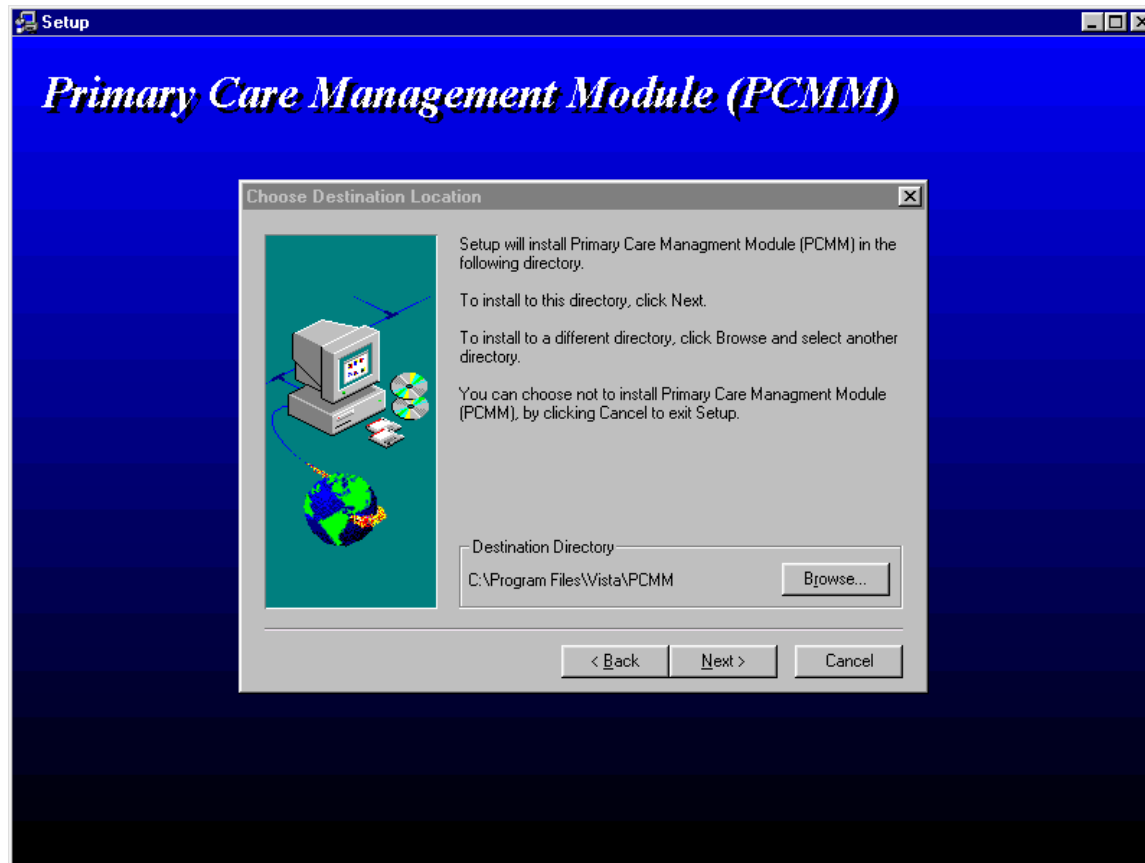 Setup
Primary Care Management Module (PCMM)
Choose Destination Location
Setup will install Primary Care Managment Module (PCMM) in the
following directory.
To install to this directory, click Next.
To install to a different directory, click Browse and select another
directory.
You can choose not to install Primary Care Managment Module
(PCMM), by clicking Cancel to exit Setup.
Destination Directory
C:\Program Files\Vista\PCMM
Browse...
< Back
Next >
Cancel